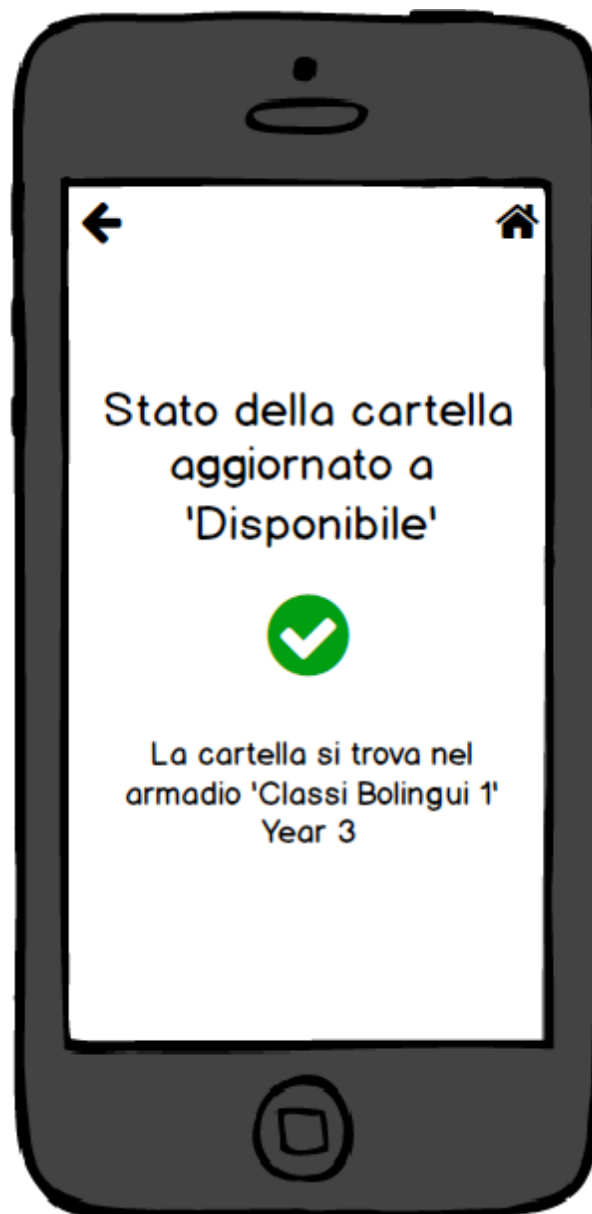 Stato della cartella
aggiornato a
'Disponibile'
La cartella si trova nel
armadio 'Classi Bolingui 1'
Year 3